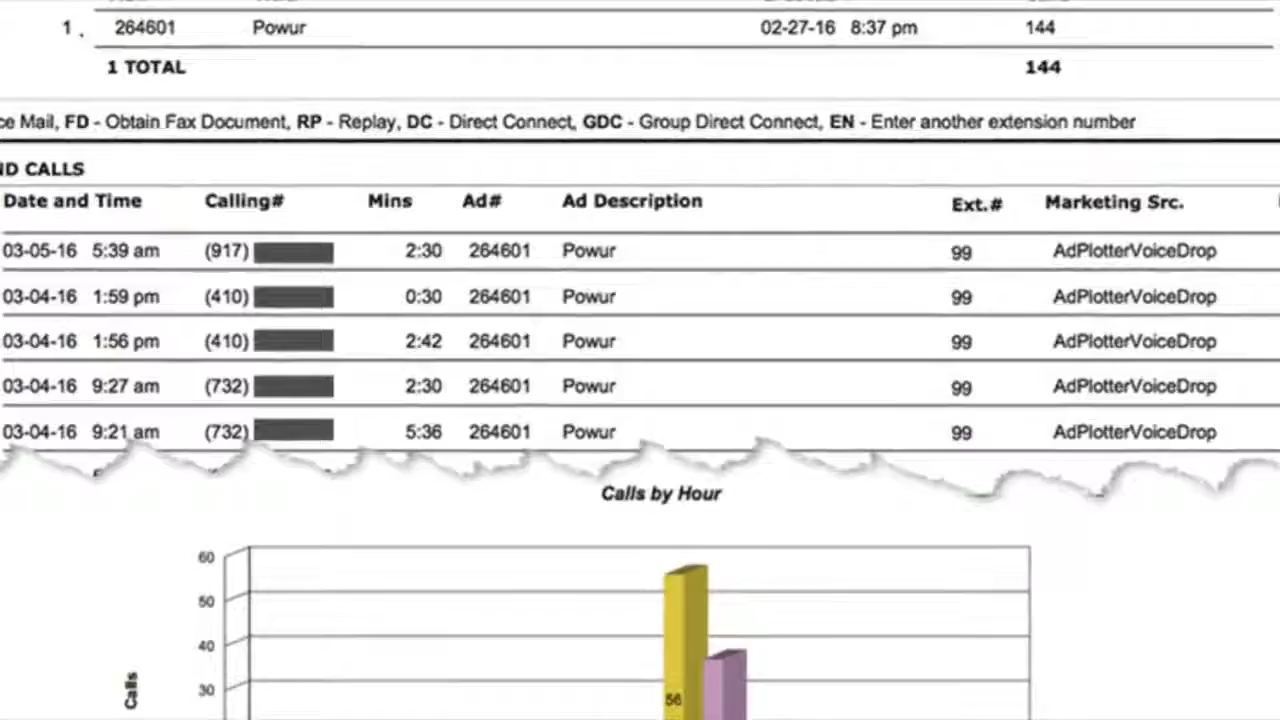 1. 264601 Powur 02-27-16 8:37 pm 144
1 TOTAL 144
ce Mail, FD - Obtain Fax Document, RP - Replay, DC - Direct Connect, GDC - Group Direct Connect, EN - Enter another extension number
ND CALLS
Date and Time Calling# Mins Ad# Ad Description Ext.# Marketing Src.
03-05-16 5:39 am (917) 2:30 264601 Powur 99 AdPlotterVoiceDrop
03-04-16 1:59 pm (410) 0:30 264601 Powur 99 AdPlotterVoiceDrop
03-04-16 1:56 pm (410) 2:42 264601 Powur 99 AdPlotterVoiceDrop
03-04-16 9:27 am (732) 2:30 264601 Powur 99 AdPlotterVoiceDrop
03-04-16 9:21 am (732) 5:36 264601 Powur 99 AdPlotterVoiceDrop
Calls by Hour
60
50
40
30
Calls
56